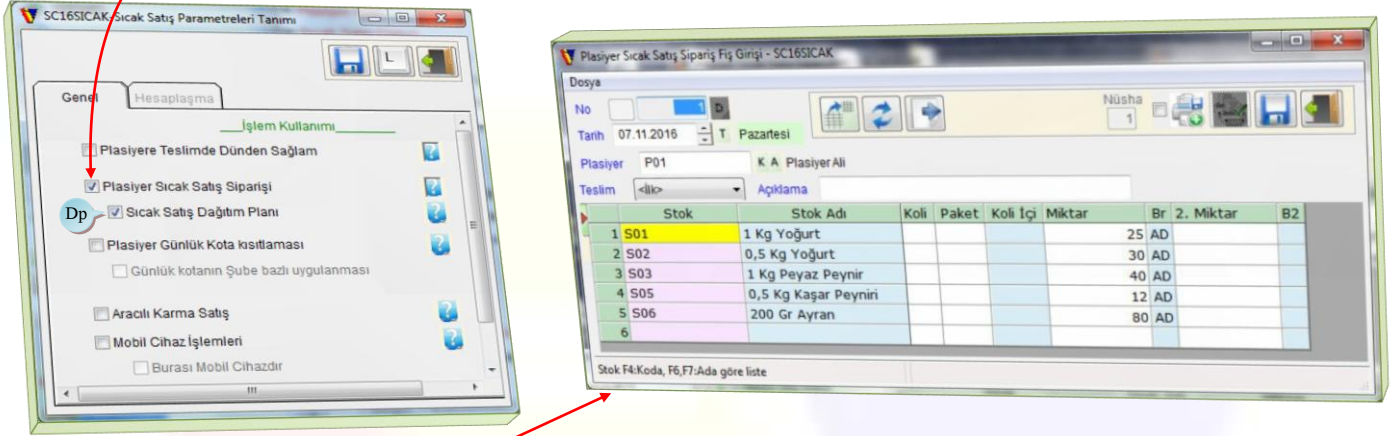 SC16SICAK-Sıcak Satış Parametreleri Tanımı
L
Genel Hesaplaşma
___İşlem Kullanımı_______
Plasiyere Teslimde Dünden Sağlam
Plasiyer Sıcak Satış Siparişi
Dp Sıcak Satış Dağıtım Planı
Plasiyer Günlük Kota kısıtlaması
Günlük kotanın Şube bazlı uygulanması
Aracılı Karma Satış
Mobil Cihaz İşlemleri
Burası Mobil Cihazdır
Plasiyer Sıcak Satış Sipariş Fiş Girişi - SC16SICAK
Dosya
No 1 D Nüsha 1
Tarih 07.11.2016 T Pazartesi
Plasiyer P01 K A Plasiyer Ali
Teslim <İlk> Açıklama
Stok Stok Adı Koli Paket Koli İçi Miktar Br 2. Miktar B2
1 S01 1 Kg Yoğurt 25 AD
2 S02 0,5 Kg Yoğurt 30 AD
3 S03 1 Kg Peyaz Peynir 40 AD
4 S05 0,5 Kg Kaşar Peyniri 12 AD
5 S06 200 Gr Ayran 80 AD
6
Stok F4:Koda, F6,F7:Ada göre liste